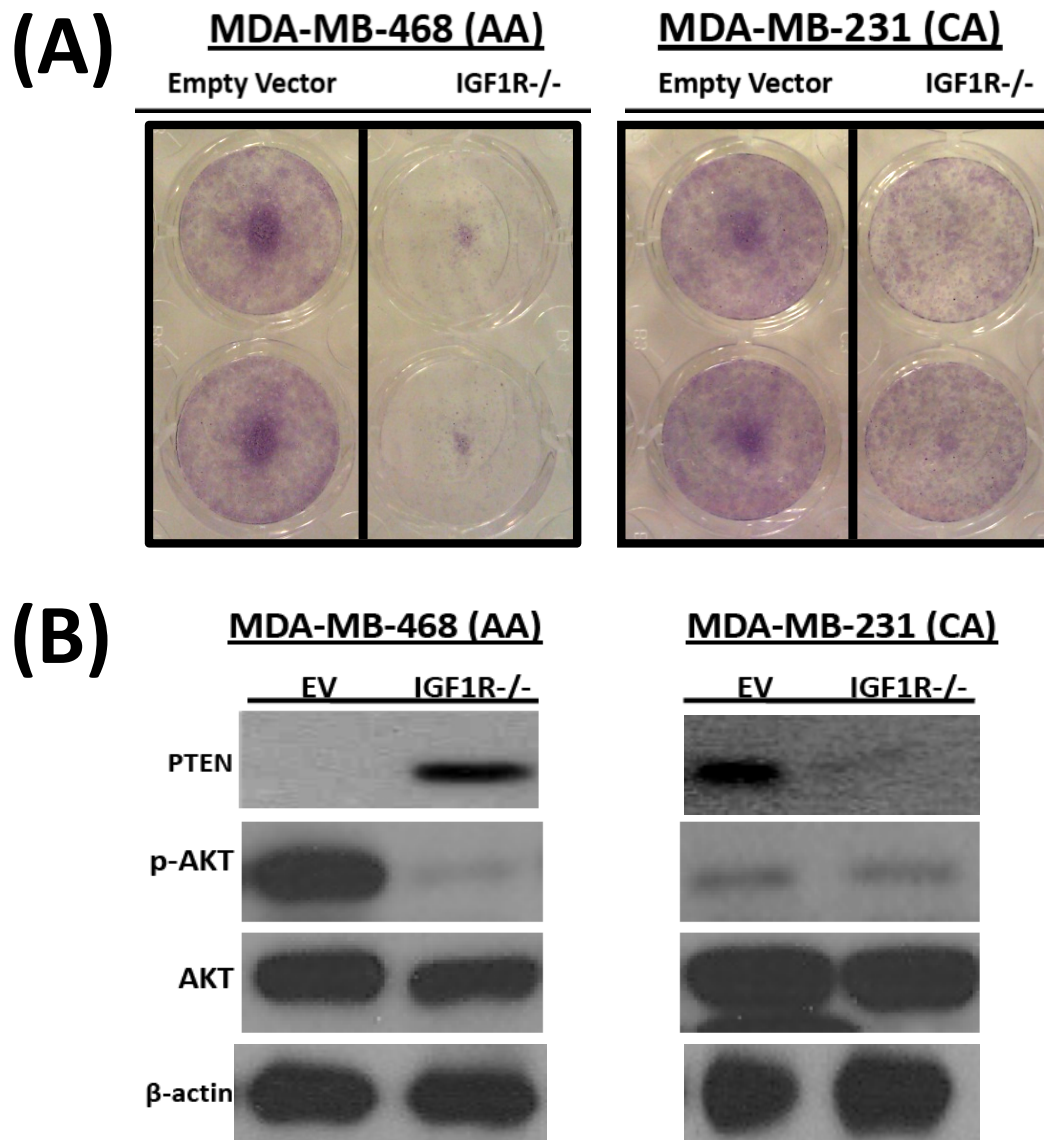 (A)
MDA-MB-468 (AA)
MDA-MB-231 (CA)
Empty Vector
IGF1R-/-
Empty Vector
IGF1R-/-
(B)
MDA-MB-468 (AA)
MDA-MB-231 (CA)
EV
IGF1R-/-
EV
IGF1R-/-
PTEN
p-AKT
AKT
β-actin